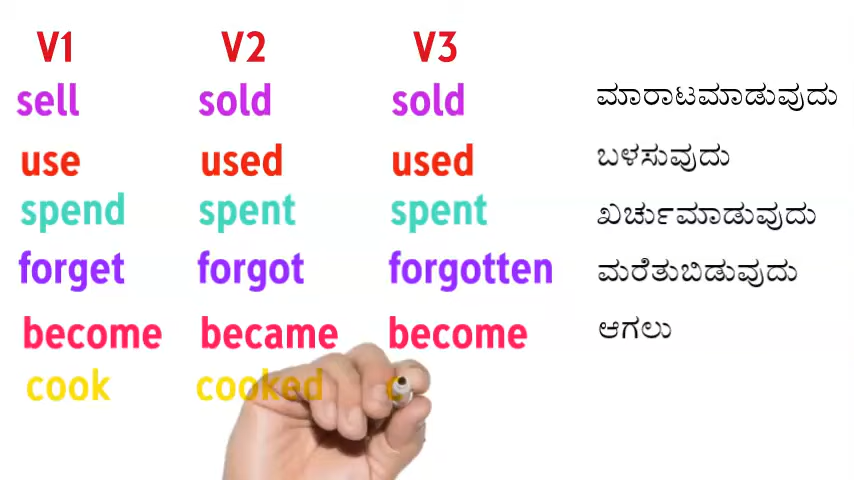 V1 V2 V3
sell sold sold ಮಾರಾಟಮಾಡುವುದು
use used used ಬಳಸುವುದು
spend spent spent ಖರ್ಚುಮಾಡುವುದು
forget forgot forgotten ಮರೆತುಬಿಡುವುದು
become became become ಆಗಲು
cook cooked c